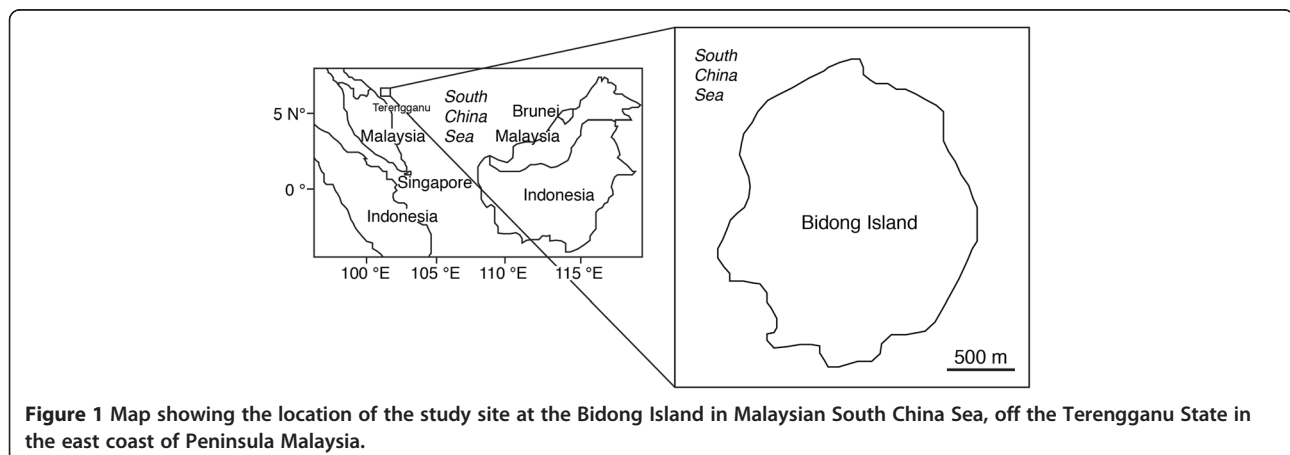 South
China
Sea
5 N°
0 °
Terengganu
Malaysia
South
China
Sea
Brunei
Malaysia
Singapore
Indonesia
Indonesia
100 °E
105 °E
110 °E
115 °E
Bidong Island
500 m
Figure 1 Map showing the location of the study site at the Bidong Island in Malaysian South China Sea, off the Terengganu State in
the east coast of Peninsula Malaysia.